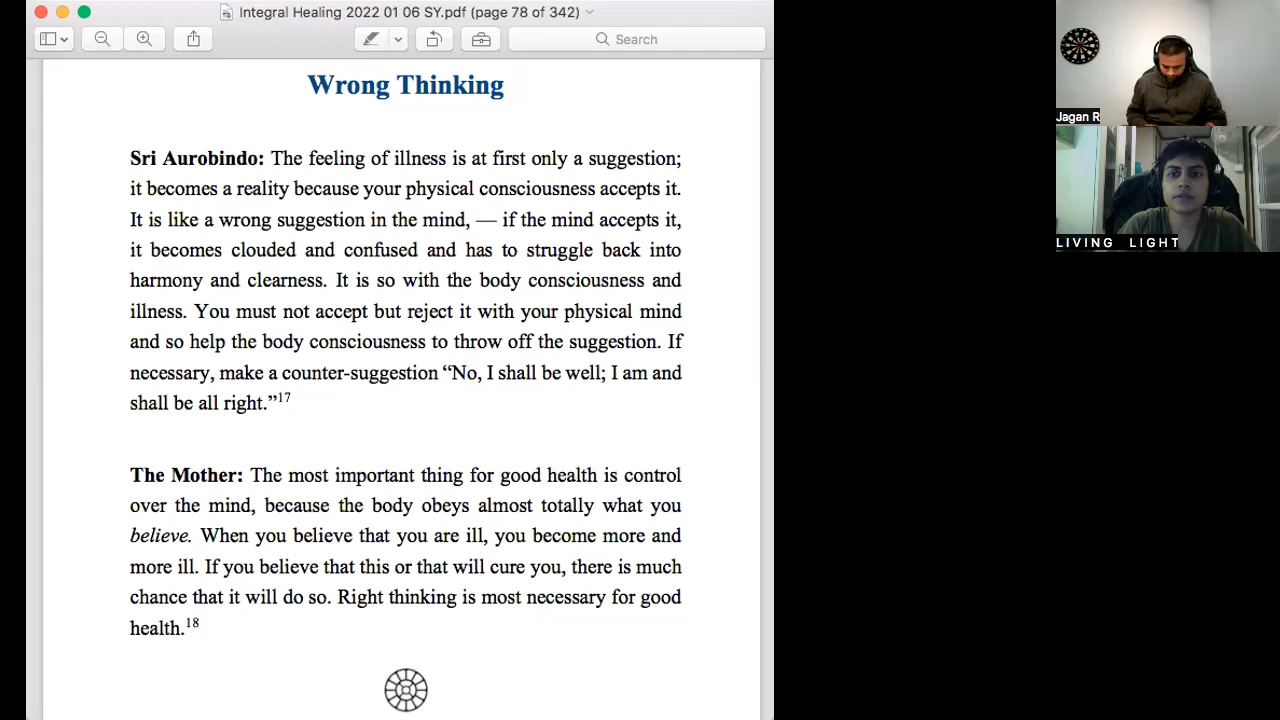 Integral Healing 2022 01 06 SY.pdf (page 78 of 342)
Search
Wrong Thinking
Sri Aurobindo: The feeling of illness is at first only a suggestion;
it becomes a reality because your physical consciousness accepts it.
It is like a wrong suggestion in the mind, — if the mind accepts it,
it becomes clouded and confused and has to struggle back into
harmony and clearness. It is so with the body consciousness and
illness. You must not accept but reject it with your physical mind
and so help the body consciousness to throw off the suggestion. If
necessary, make a counter-suggestion “No, I shall be well; I am and
shall be all right.”17
The Mother: The most important thing for good health is control
over the mind, because the body obeys almost totally what you
believe. When you believe that you are ill, you become more and
more ill. If you believe that this or that will cure you, there is much
chance that it will do so. Right thinking is most necessary for good
health.18
Jagan R
LIVING LIGHT